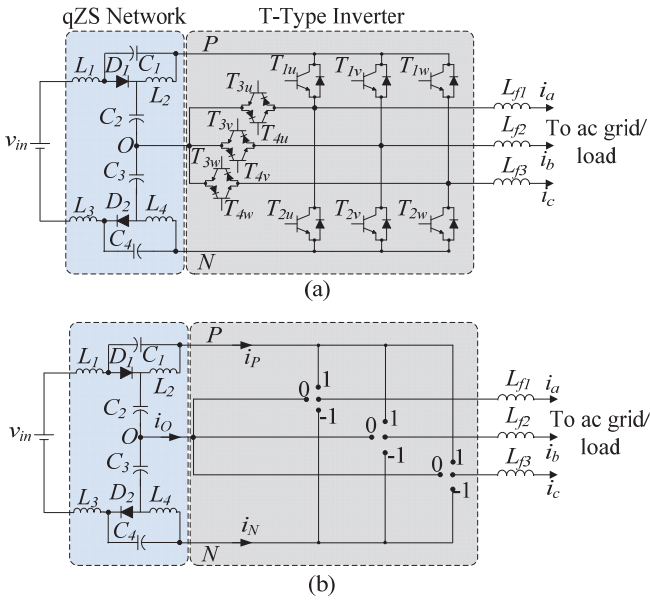 qZS Network T-Type Inverter
P
L1 D1 C1 L2 T1u T1v T1w
T3u Lf1 ia
C2 T3v T4u Lf2 ib To ac grid/
vin O T3w T4v Lf3 ic load
C3 T4w
L3 D2 L4 T2u T2v T2w
C4 N
(a)
P
L1 D1 C1 L2 iP
0 1 -1 Lf1 ia
C2 0 1 -1 Lf2 ib To ac grid/
vin O iO 0 1 -1 Lf3 ic load
C3
L3 D2 L4
C4 iN
N
(b)